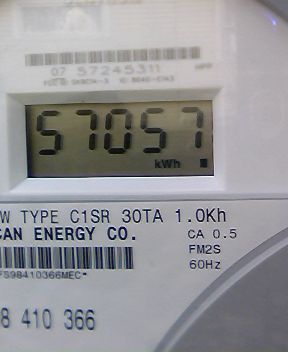 07 57245311
57057
kWh
W TYPE C1SR 30TA 1.0Kh
CAN ENERGY CO.
CA 0.5
FM2S
60Hz
FS98410366MEC*
8 410 366